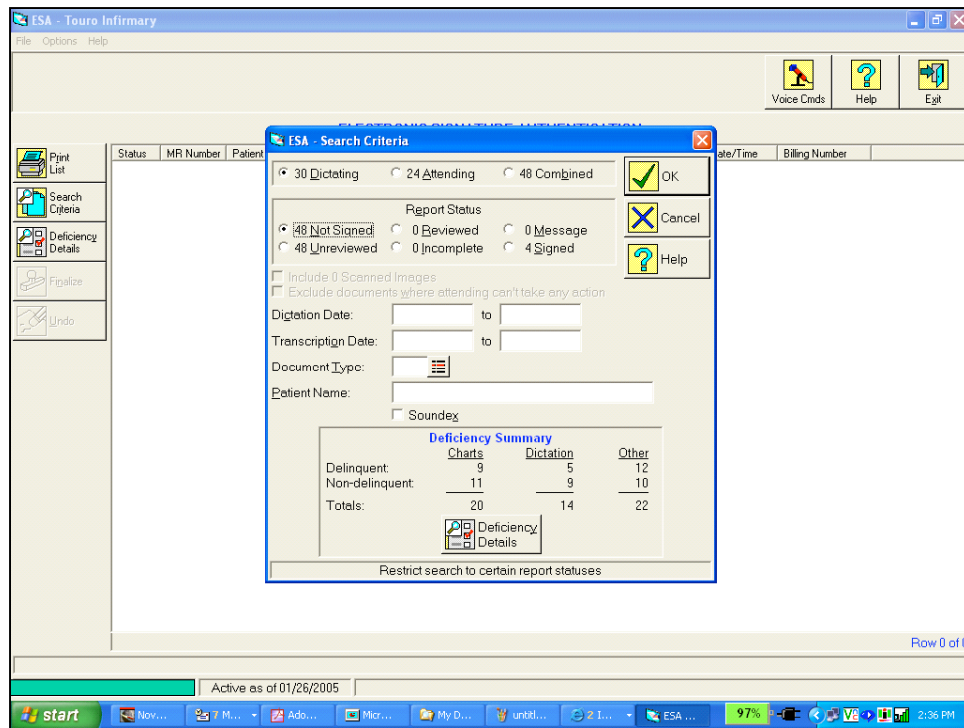 ESA - Touro Infirmary
File Options Help
Voice Cmds Help Exit
ELECTRONIC SIGNATURE AUTHENTICATION
Status MR Number Patient ate/Time Billing Number
Print List
Search Criteria
Deficiency Details
Finalize
Undo
ESA - Search Criteria
30 Dictating 24 Attending 48 Combined
OK
Cancel
Help
Report Status
48 Not Signed 0 Reviewed 0 Message
48 Unreviewed 0 Incomplete 4 Signed
Include 0 Scanned Images
Exclude documents where attending can't take any action
Dictation Date: to
Transcription Date: to
Document Type:
Patient Name:
Soundex
Deficiency Summary
Charts Dictation Other
Delinquent: 9 5 12
Non-delinquent: 11 9 10
Totals: 20 14 22
Deficiency Details
Restrict search to certain report statuses
Row 0 of
Active as of 01/26/2005
start Nov... 7 M... Ado... Micr... My D... untitl... 2 I... ESA ... 97% 2:36 PM